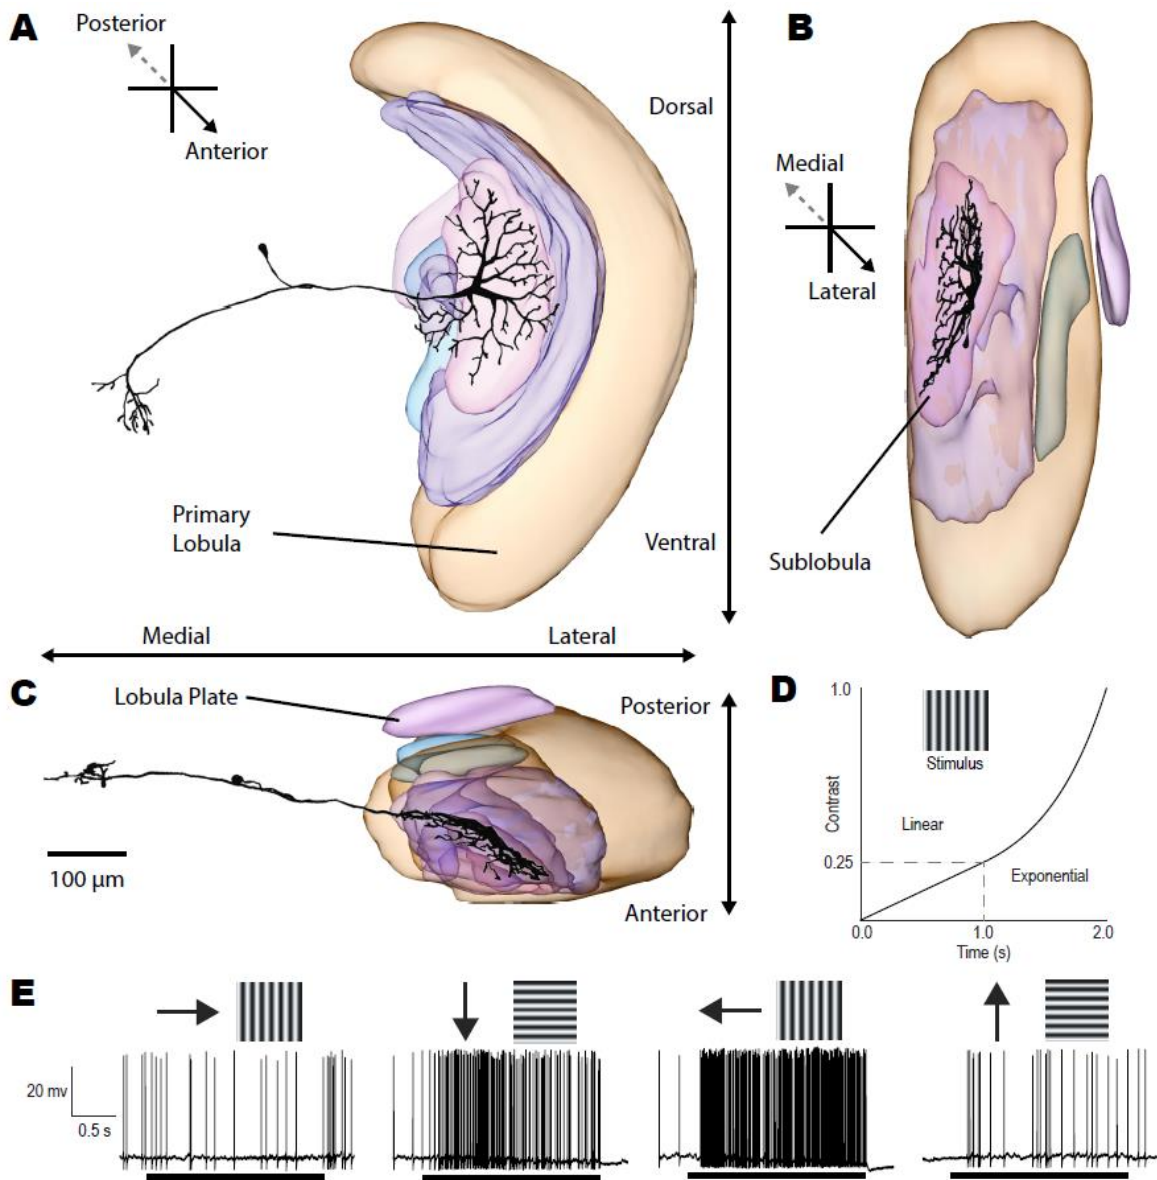 A
Posterior
Anterior
Dorsal
Primary
Lobula
Ventral
B
Medial
Lateral
Sublobula
Medial
Lateral
C
Lobula Plate
Posterior
100 µm
Anterior
D
1.0
Stimulus
Contrast
Linear
0.25
Exponential
0.0
1.0
2.0
Time (s)
E
20 mv
0.5 s